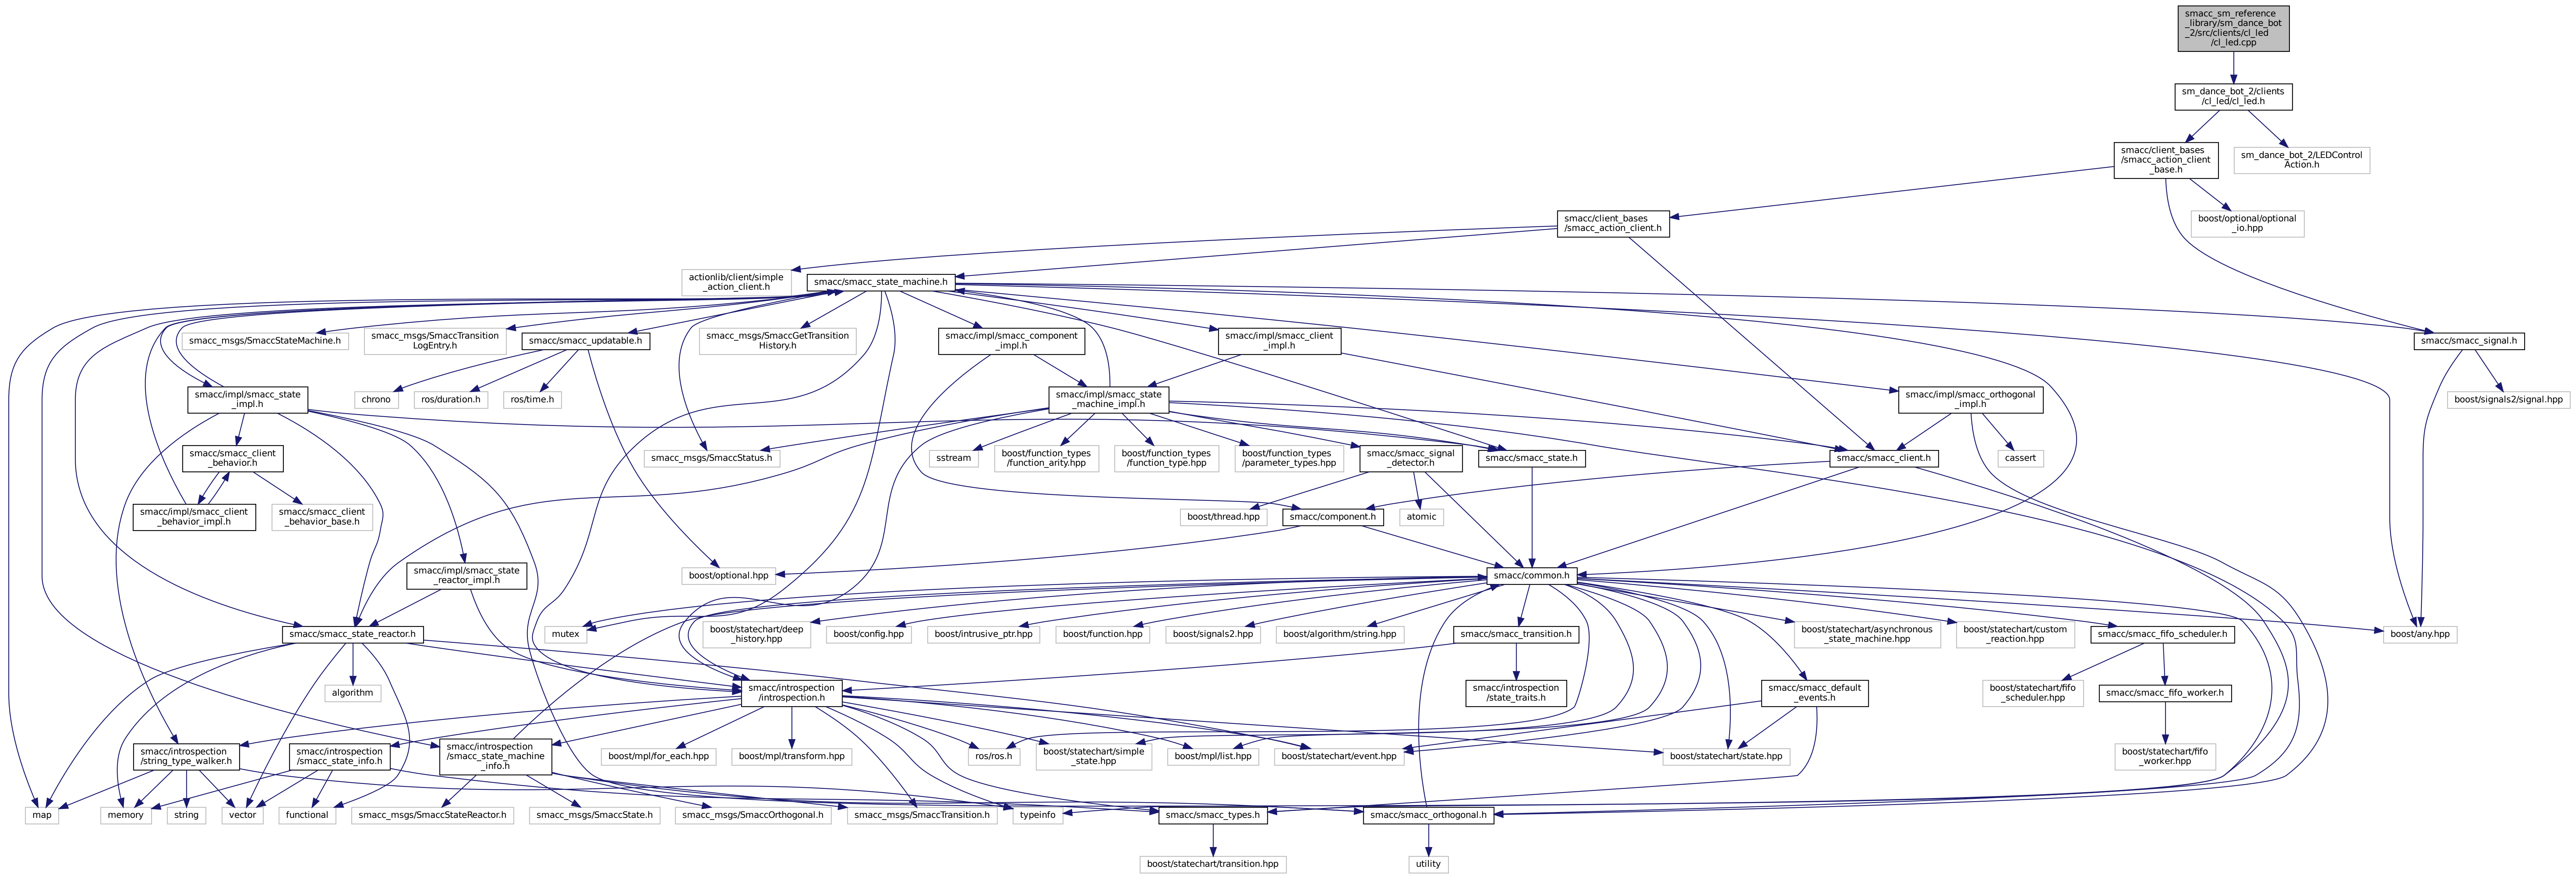 smacc_sm_reference
_library/sm_dance_bot
_2/src/clients/cl_led
/cl_led.cpp
sm_dance_bot_2/clients
/cl_led/cl_led.h
smacc/client_bases
/smacc_action_client
_base.h
sm_dance_bot_2/LEDControl
Action.h
smacc/client_bases
/smacc_action_client.h
boost/optional/optional
_io.hpp
actionlib/client/simple
_action_client.h
smacc/smacc_state_machine.h
smacc_msgs/SmaccStateMachine.h
smacc_msgs/SmaccTransition
LogEntry.h
smacc/smacc_updatable.h
smacc_msgs/SmaccGetTransition
History.h
smacc/impl/smacc_component
_impl.h
smacc/impl/smacc_client
_impl.h
smacc/smacc_signal.h
smacc/impl/smacc_state
_impl.h
chrono
ros/duration.h
ros/time.h
smacc/impl/smacc_state
_machine_impl.h
smacc/impl/smacc_orthogonal
_impl.h
boost/signals2/signal.hpp
smacc/smacc_client
_behavior.h
smacc_msgs/SmaccStatus.h
sstream
boost/function_types
/function_arity.hpp
boost/function_types
/function_type.hpp
boost/function_types
/parameter_types.hpp
smacc/smacc_signal
_detector.h
smacc/smacc_state.h
smacc/smacc_client.h
cassert
smacc/impl/smacc_client
_behavior_impl.h
smacc/smacc_client
_behavior_base.h
boost/thread.hpp
smacc/component.h
atomic
smacc/impl/smacc_state
_reactor_impl.h
boost/optional.hpp
smacc/common.h
smacc/smacc_state_reactor.h
mutex
boost/statechart/deep
_history.hpp
boost/config.hpp
boost/intrusive_ptr.hpp
boost/function.hpp
boost/signals2.hpp
boost/algorithm/string.hpp
smacc/smacc_transition.h
boost/statechart/asynchronous
_state_machine.hpp
boost/statechart/custom
_reaction.hpp
smacc/smacc_fifo_scheduler.h
boost/any.hpp
algorithm
smacc/introspection
/introspection.h
smacc/introspection
/state_traits.h
smacc/smacc_default
_events.h
boost/statechart/fifo
_scheduler.hpp
smacc/smacc_fifo_worker.h
smacc/introspection
/string_type_walker.h
smacc/introspection
/smacc_state_info.h
smacc/introspection
/smacc_state_machine
_info.h
boost/mpl/for_each.hpp
boost/mpl/transform.hpp
ros/ros.h
boost/statechart/simple
_state.hpp
boost/mpl/list.hpp
boost/statechart/event.hpp
boost/statechart/state.hpp
boost/statechart/fifo
_worker.hpp
map
memory
string
vector
functional
smacc_msgs/SmaccStateReactor.h
smacc_msgs/SmaccState.h
smacc_msgs/SmaccOrthogonal.h
smacc_msgs/SmaccTransition.h
typeinfo
smacc/smacc_types.h
smacc/smacc_orthogonal.h
boost/statechart/transition.hpp
utility